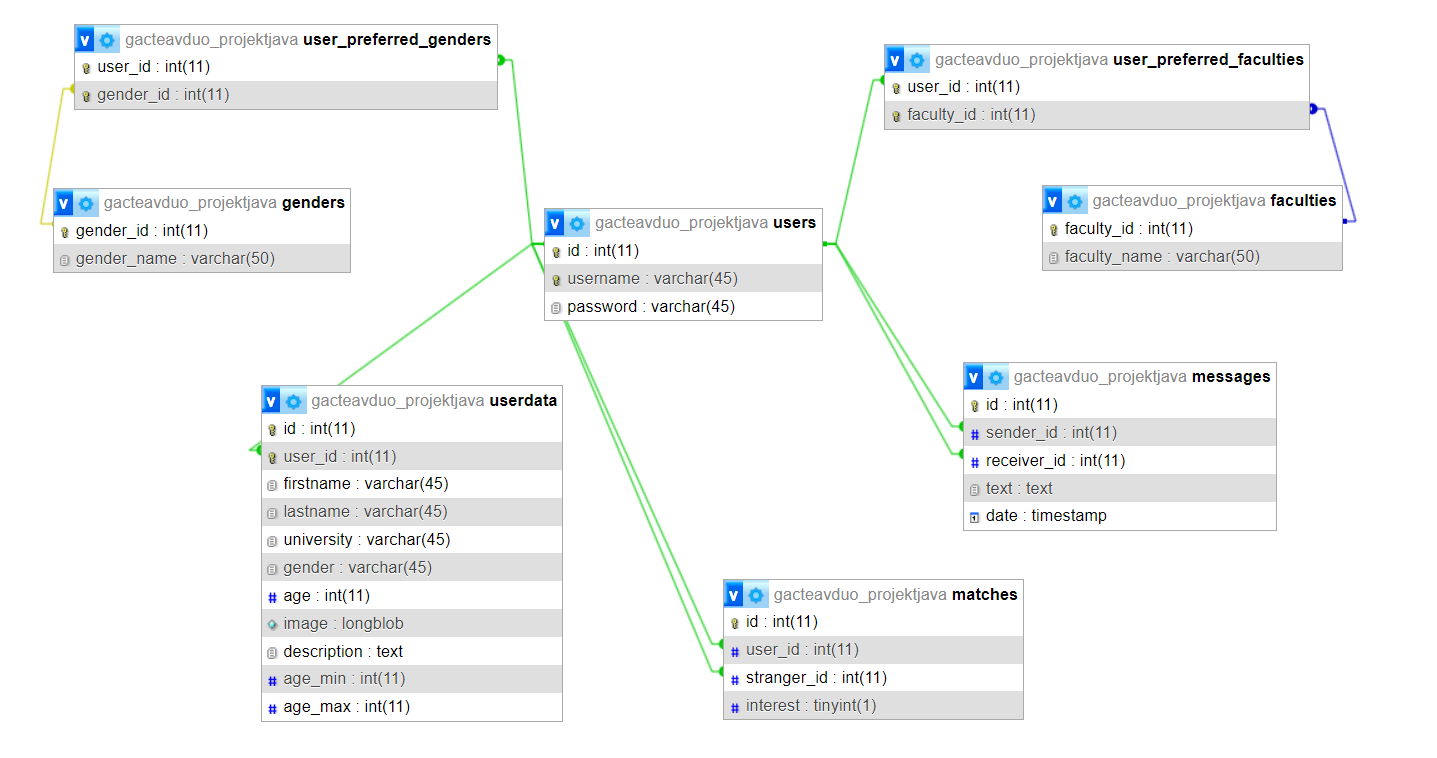 v gacteavduo_projektjava user_preferred_genders
user_id : int(11)
gender_id : int(11)
v gacteavduo_projektjava user_preferred_faculties
user_id : int(11)
faculty_id : int(11)
v gacteavduo_projektjava genders
gender_id : int(11)
gender_name : varchar(50)
v gacteavduo_projektjava users
id : int(11)
username : varchar(45)
password : varchar(45)
v gacteavduo_projektjava faculties
faculty_id : int(11)
faculty_name : varchar(50)
v gacteavduo_projektjava userdata
id : int(11)
user_id : int(11)
firstname : varchar(45)
lastname : varchar(45)
university : varchar(45)
gender : varchar(45)
# age : int(11)
image : longblob
description : text
# age_min : int(11)
# age_max : int(11)
v gacteavduo_projektjava messages
id : int(11)
# sender_id : int(11)
# receiver_id : int(11)
text : text
date : timestamp
v gacteavduo_projektjava matches
id : int(11)
# user_id : int(11)
# stranger_id : int(11)
# interest : tinyint(1)